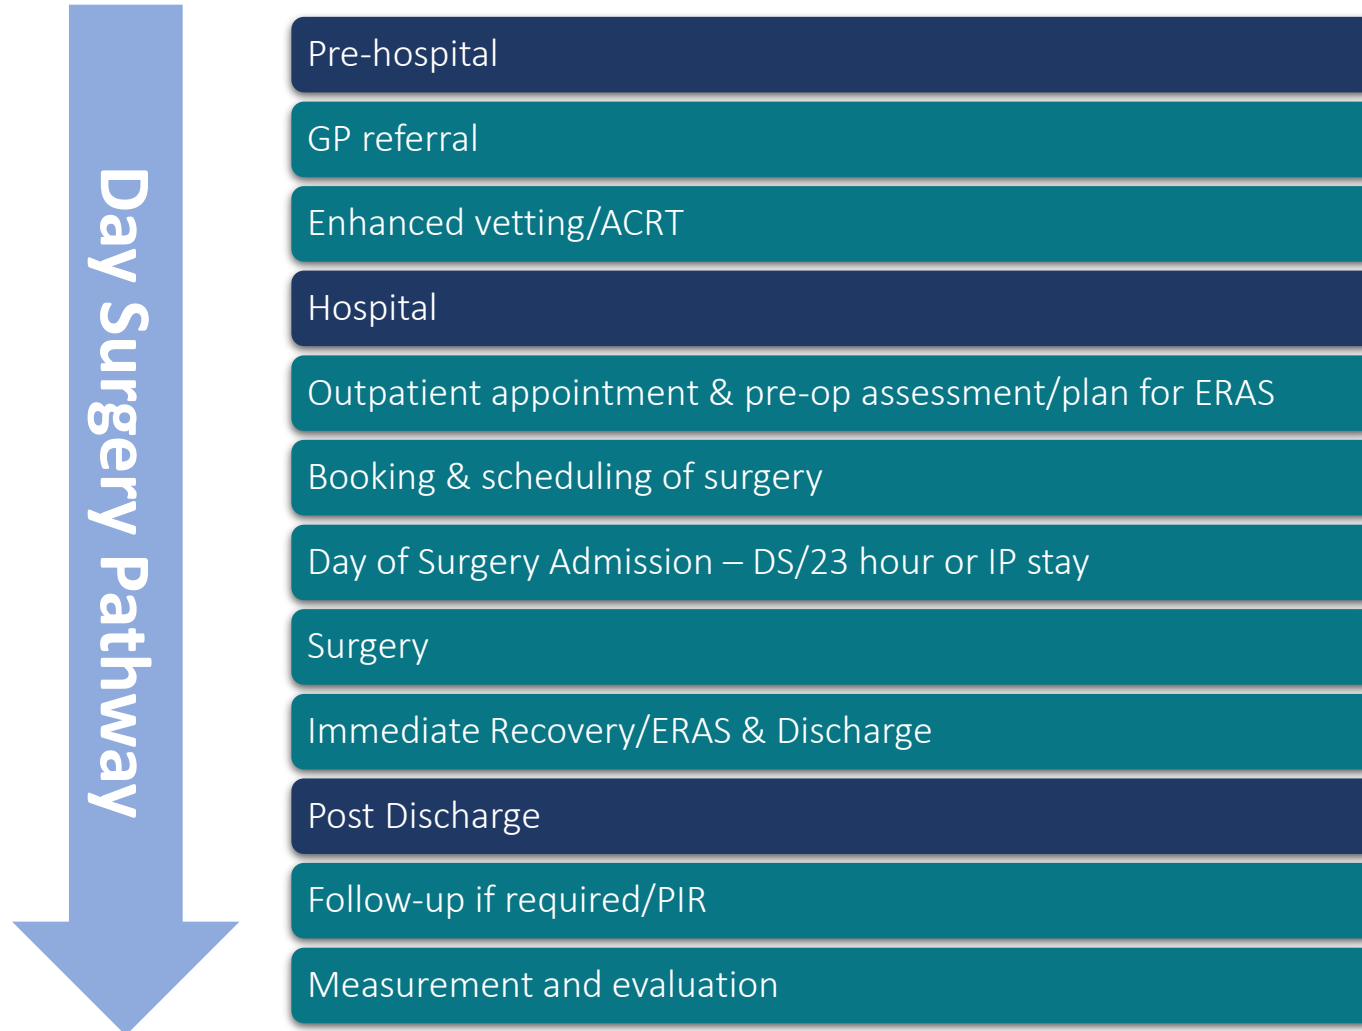 Day Surgery Pathway
Pre-hospital
GP referral
Enhanced vetting/ACRT
Hospital
Outpatient appointment & pre-op assessment/plan for ERAS
Booking & scheduling of surgery
Day of Surgery Admission – DS/23 hour or IP stay
Surgery
Immediate Recovery/ERAS & Discharge
Post Discharge
Follow-up if required/PIR
Measurement and evaluation